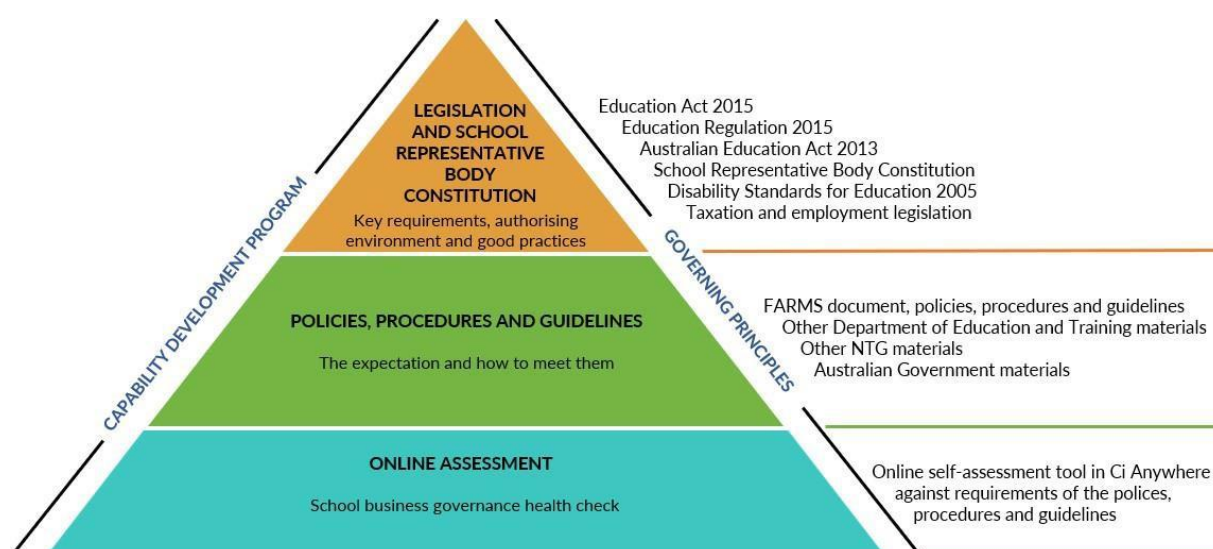 LEGISLATION
AND SCHOOL
REPRESENTATIVE
BODY
CONSTITUTION
Key requirements, authorising
environment and good practices
Education Act 2015
Education Regulation 2015
Australian Education Act 2013
School Representative Body Constitution
Disability Standards for Education 2005
Taxation and employment legislation
CAPABILITY DEVELOPMENT PROGRAM
GOVERNING PRINCIPLES
POLICIES, PROCEDURES AND GUIDELINES
The expectation and how to meet them
FARMS document, policies, procedures and guidelines
Other Department of Education and Training materials
Other NTG materials
Australian Government materials
ONLINE ASSESSMENT
School business governance health check
Online self-assessment tool in Ci Anywhere
against requirements of the polices,
procedures and guidelines